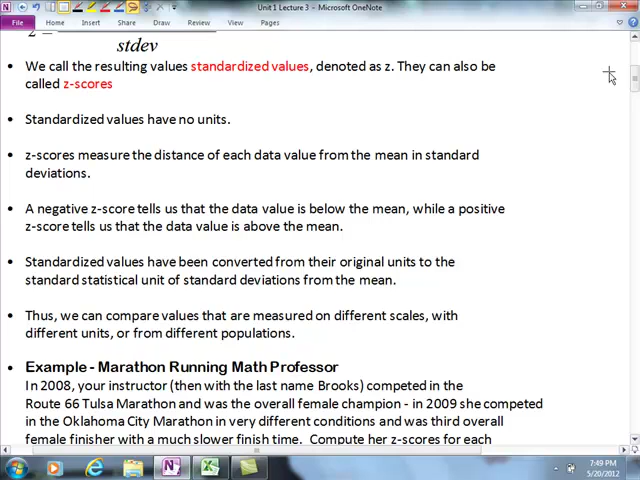 Unit 1 Lecture 3 - Microsoft OneNote
File Home Insert Share Draw Review View Pages
stdev
• We call the resulting values standardized values, denoted as z. They can also be
called z-scores
• Standardized values have no units.
• z-scores measure the distance of each data value from the mean in standard
deviations.
• A negative z-score tells us that the data value is below the mean, while a positive
z-score tells us that the data value is above the mean.
• Standardized values have been converted from their original units to the
standard statistical unit of standard deviations from the mean.
• Thus, we can compare values that are measured on different scales, with
different units, or from different populations.
• Example - Marathon Running Math Professor
In 2008, your instructor (then with the last name Brooks) competed in the
Route 66 Tulsa Marathon and was the overall female champion - in 2009 she competed
in the Oklahoma City Marathon in very different conditions and was third overall
female finisher with a much slower finish time. Compute her z-scores for each
7:49 PM
5/20/2012